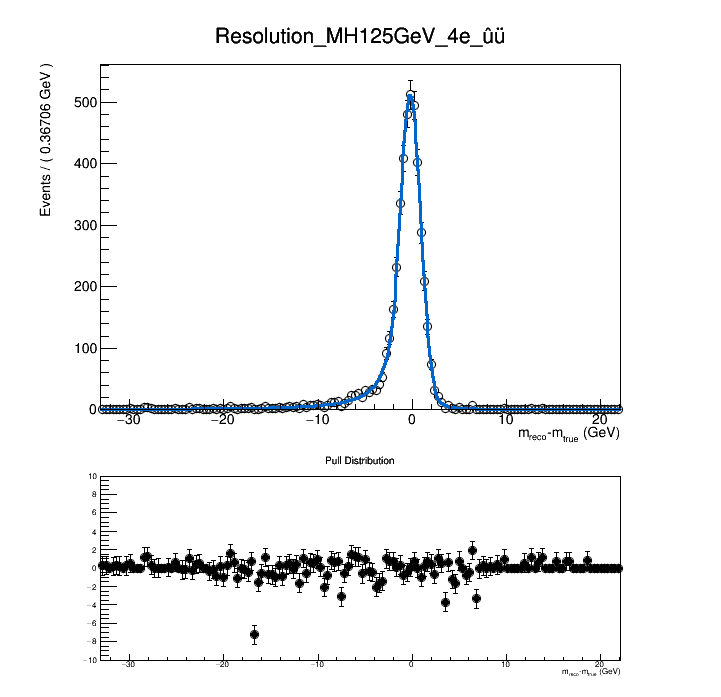 Resolution_MH125GeV_4e_ûü
Events / ( 0.36706 GeV )
500
400
300
200
100
0
−30 −20 −10 0 10 20
m_reco-m_true (GeV)
Pull Distribution
10
8
6
4
2
0
−2
−4
−6
−8
−10
−30 −20 −10 0 10 20
m_reco-m_true (GeV)